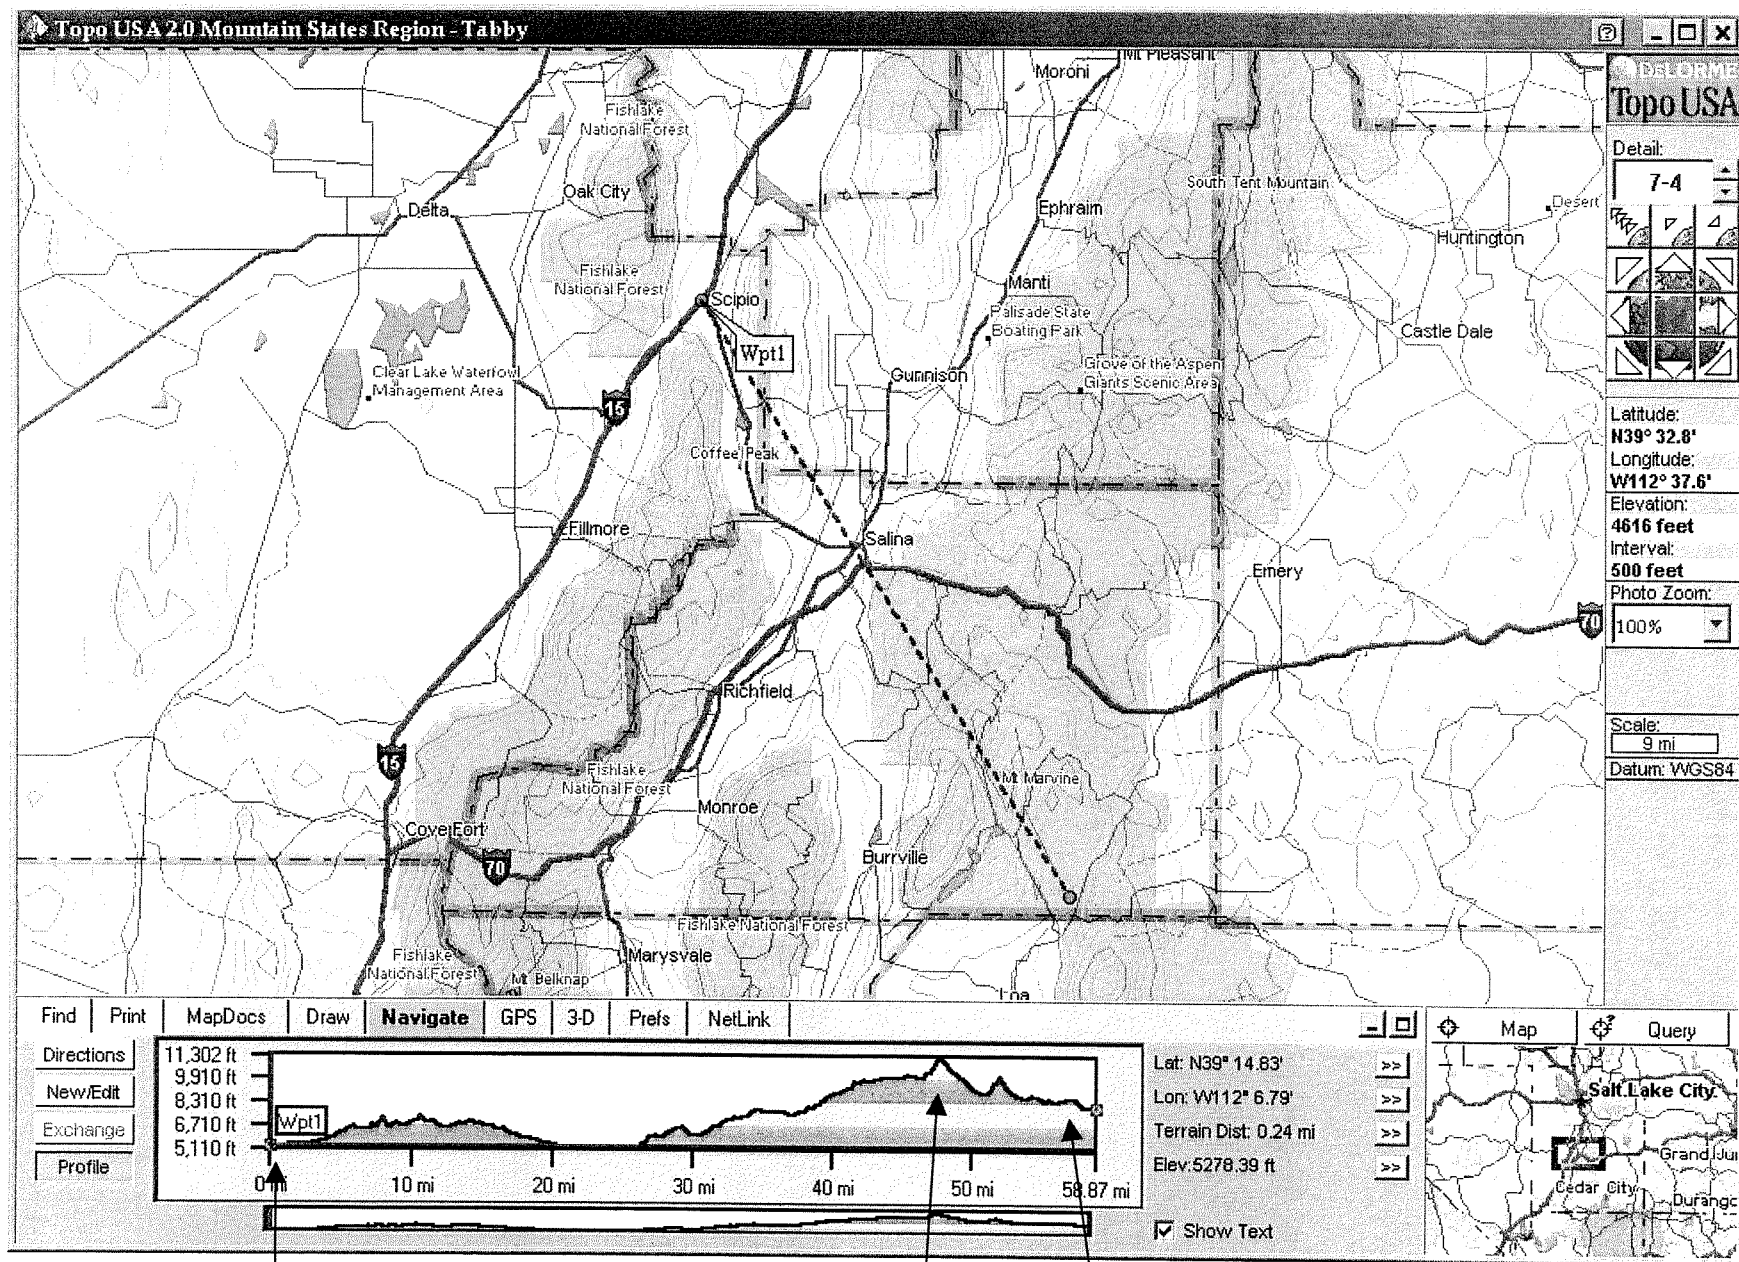 Topo USA 2.0 Mountain States Region - Tabby
Mt Pleasant
Moroni
Fishlake
National Forest
South Tent Mountain
Oak City
Desert
Delta
Ephraim
Huntington
Fishlake
National Forest
Manti
Scipio
Palisade State
Boating Park
Castle Dale
Wpt1
Clear Lake Waterfowl
Management Area
Gunnison
Grove of the Aspen
Giants Scenic Area
15
Coffee Peak
Fillmore
Salina
Emery
70
Richfield
15
Fishlake
National Forest
Mt Marvine
Monroe
Cove Fort
70
Burrville
Fishlake National Forest
Fishlake
National Forest
Marysvale
Mt Belknap
Loa
DELORME
Topo USA
Detail:
7-4
Latitude:
N39° 32.8'
Longitude:
W112° 37.6'
Elevation:
4616 feet
Interval:
500 feet
Photo Zoom:
100%
Scale:
9 mi
Datum: WGS84
Find Print MapDocs Draw Navigate GPS 3-D Prefs NetLink
Directions
New/Edit
Exchange
Profile
11,302 ft
9,910 ft
8,310 ft
6,710 ft
5,110 ft
Wpt1
10 mi 20 mi 30 mi 40 mi 50 mi 58.87 mi
Lat: N39° 14.83' >>
Lon: W112° 6.79' >>
Terrain Dist: 0.24 mi >>
Elev:5278.39 ft >>
Show Text
Map Query
Salt Lake City
Grand Jun
Cedar City
Durango